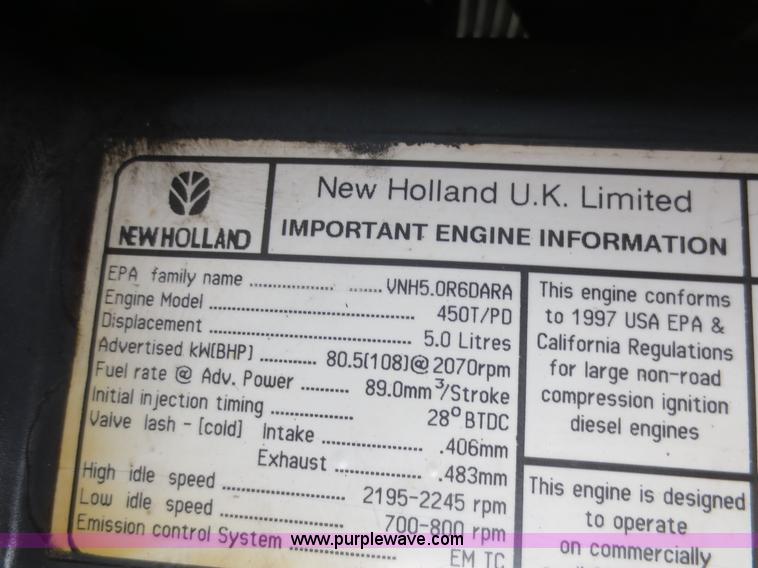 NEW HOLLAND
New Holland U.K. Limited
IMPORTANT ENGINE INFORMATION
EPA family name ............... VNH5.0R6DARA
Engine Model ............... 450T/PD
Displacement ............... 5.0 Litres
Advertised kW[BHP] ............... 80.5[108]@2070rpm
Fuel rate @ Adv. Power ............... 89.0mm³/Stroke
Initial injection timing ............... 28° BTDC
Valve lash - [cold] Intake ............... .406mm
Exhaust ............... .483mm
High idle speed ............... 2195-2245 rpm
Low idle speed ............... 700-800 rpm
Emission control System ............... EM TC
This engine conforms
to 1997 USA EPA &
California Regulations
for large non-road
compression ignition
diesel engines
This engine is designed
to operate
on commercially
www.purplewave.com